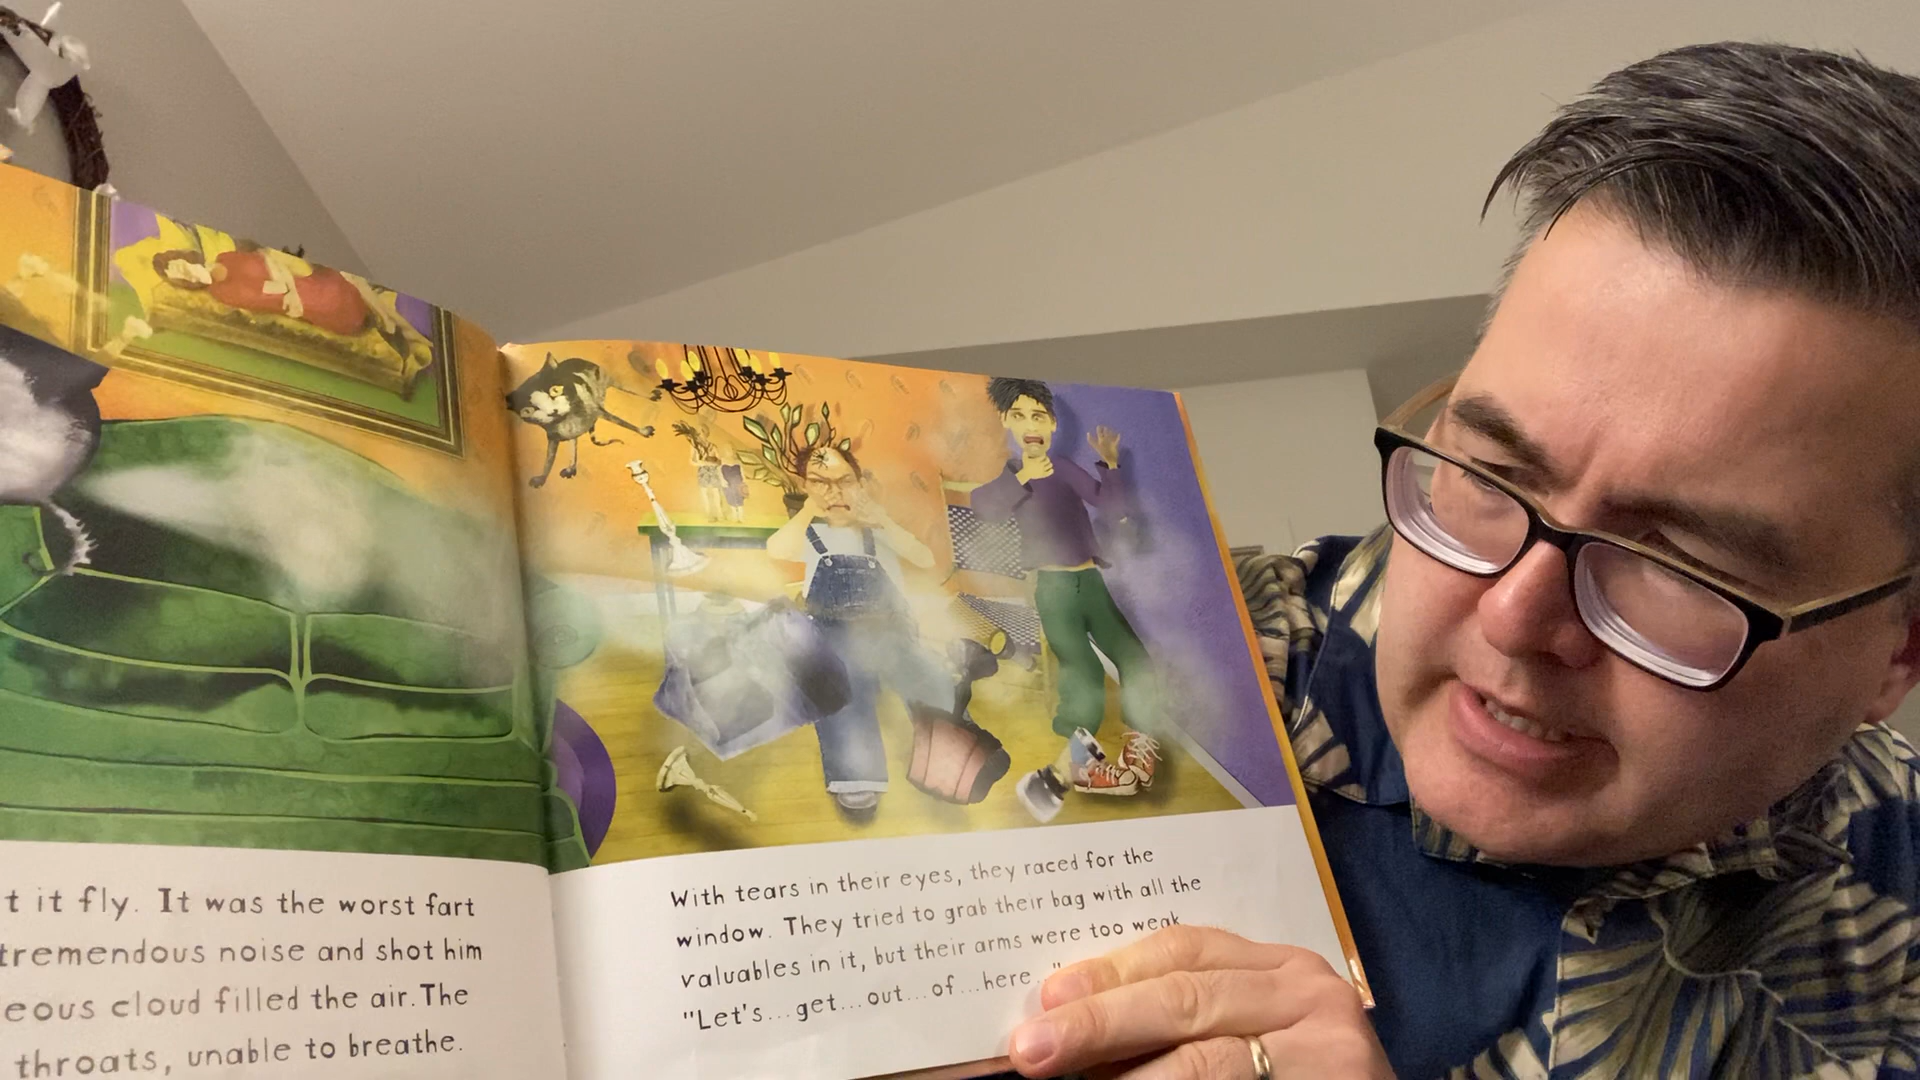 t it fly. It was the worst fart
tremendous noise and shot him
eous cloud filled the air. The
throats, unable to breathe.
With tears in their eyes, they raced for the
window. They tried to grab their bag with all the
valuables in it, but their arms were too weak.
"Let's...get...out...of...here..."